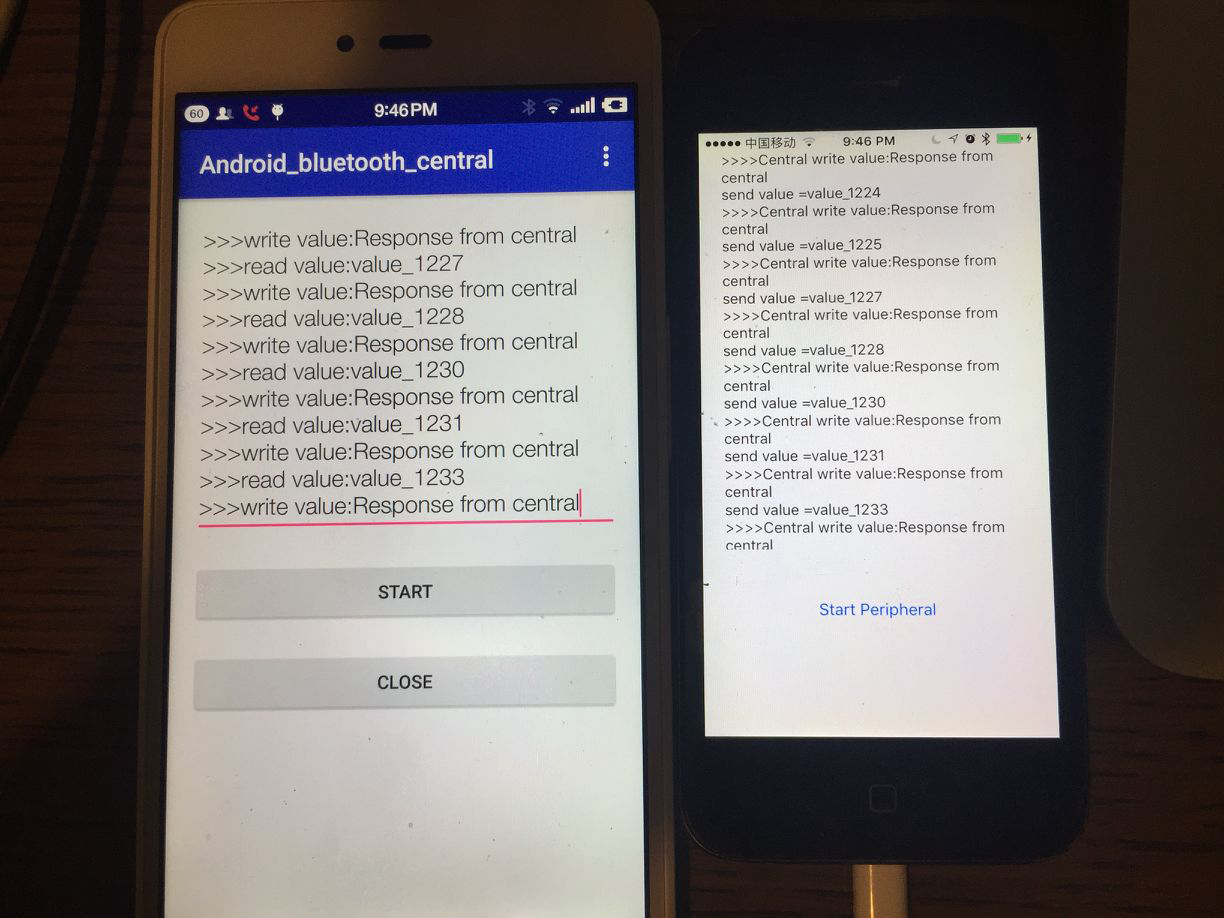 60
9:46PM
Android_bluetooth_central
>>>write value:Response from central
>>>read value:value_1227
>>>write value:Response from central
>>>read value:value_1228
>>>write value:Response from central
>>>read value:value_1230
>>>write value:Response from central
>>>read value:value_1231
>>>write value:Response from central
>>>read value:value_1233
>>>write value:Response from central
START
CLOSE
中国移动
9:46 PM
>>>>Central write value:Response from
central
send value =value_1224
>>>>Central write value:Response from
central
send value =value_1225
>>>>Central write value:Response from
central
send value =value_1227
>>>>Central write value:Response from
central
send value =value_1228
>>>>Central write value:Response from
central
send value =value_1230
>>>>Central write value:Response from
central
send value =value_1231
>>>>Central write value:Response from
central
send value =value_1233
>>>>Central write value:Response from
central
Start Peripheral